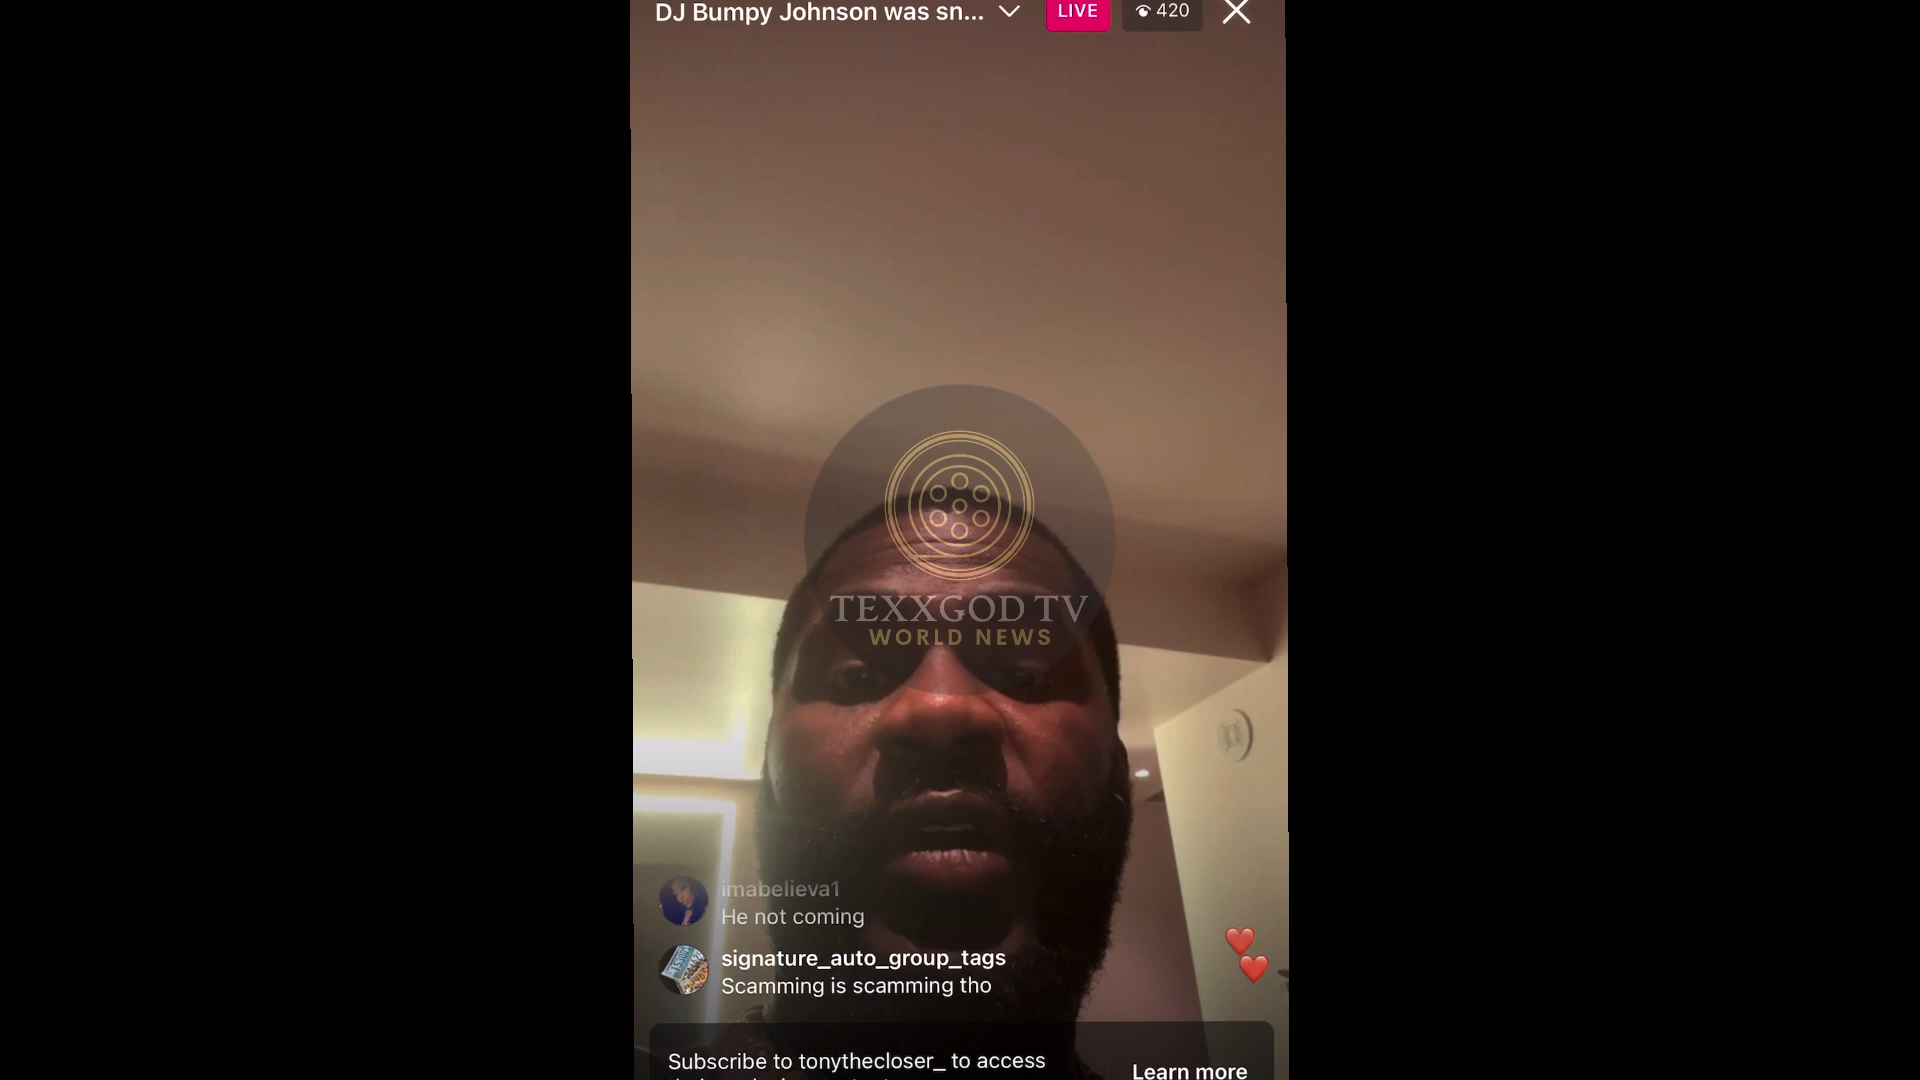 DJ Bumpy Johnson was sn...
LIVE
420
TEXXGOD TV
WORLD NEWS
imabelieva1
He not coming
signature_auto_group_tags
Scamming is scamming tho
Subscribe to tonythecloser_ to access
Learn more